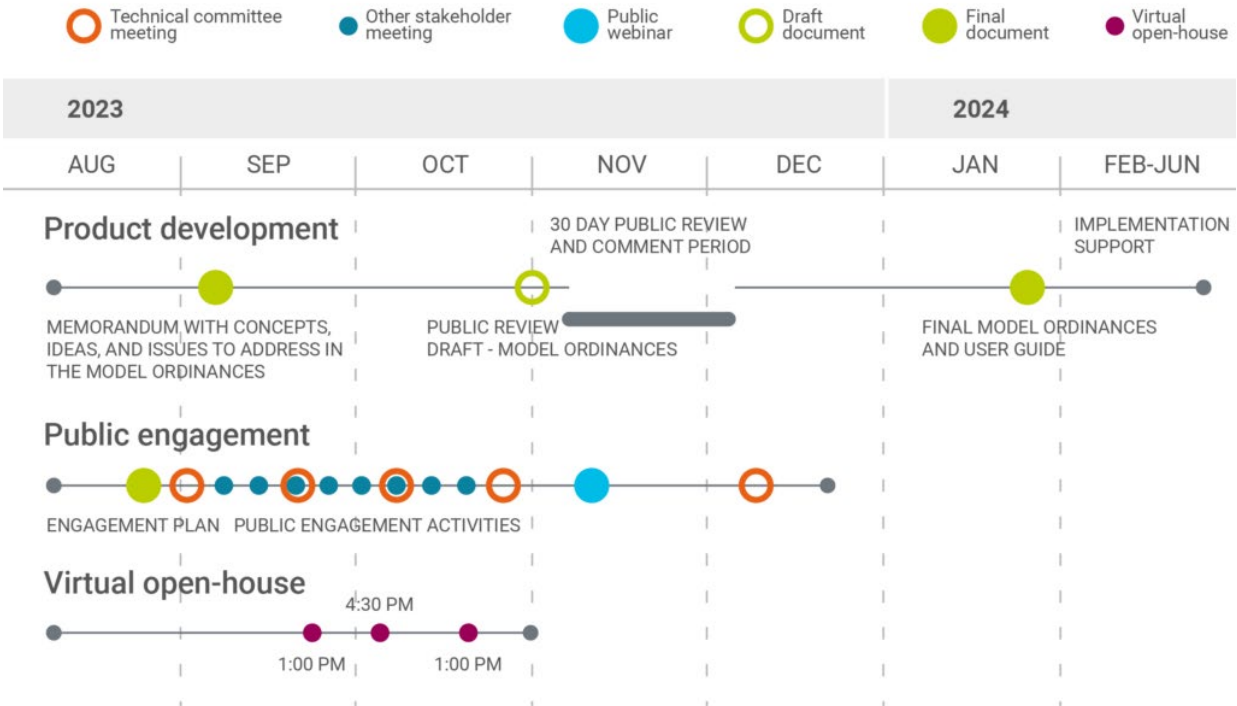 Technical committee
meeting
Other stakeholder
meeting
Public
webinar
Draft
document
Final
document
Virtual
open-house
2023
2024
AUG
SEP
OCT
NOV
DEC
JAN
FEB-JUN
Product development
30 DAY PUBLIC REVIEW
AND COMMENT PERIOD
IMPLEMENTATION
SUPPORT
MEMORANDUM WITH CONCEPTS,
IDEAS, AND ISSUES TO ADDRESS IN
THE MODEL ORDINANCES
PUBLIC REVIEW
DRAFT - MODEL ORDINANCES
FINAL MODEL ORDINANCES
AND USER GUIDE
Public engagement
ENGAGEMENT PLAN
PUBLIC ENGAGEMENT ACTIVITIES
Virtual open-house
4:30 PM
1:00 PM
1:00 PM